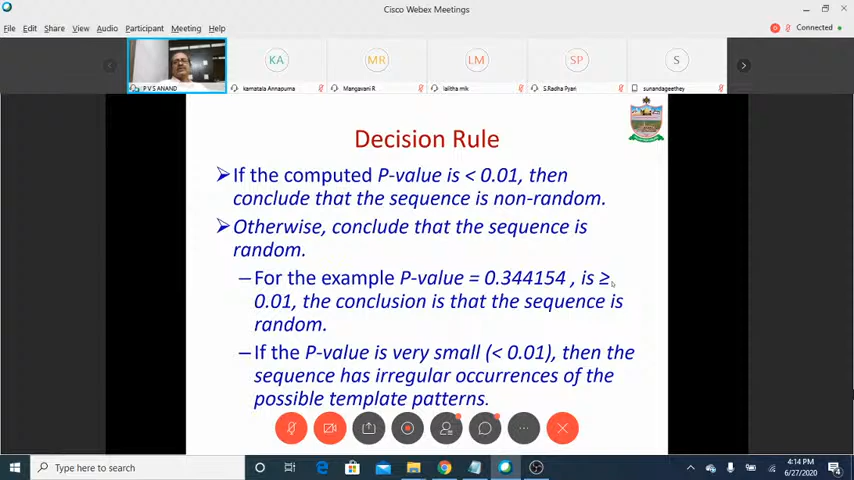 Cisco Webex Meetings
File Edit Share View Audio Participant Meeting Help
Connected
KA
MR
LM
SP
S
P V S ANAND
kamatala Annapurna
Mangavani R
lalitha mlk
S.Radha Pyari
sunandageethey
Decision Rule
If the computed P-value is < 0.01, then
conclude that the sequence is non-random.
Otherwise, conclude that the sequence is
random.
–For the example P-value = 0.344154 , is ≥
0.01, the conclusion is that the sequence is
random.
–If the P-value is very small (< 0.01), then the
sequence has irregular occurrences of the
possible template patterns.
Type here to search
4:14 PM
6/27/2020
4